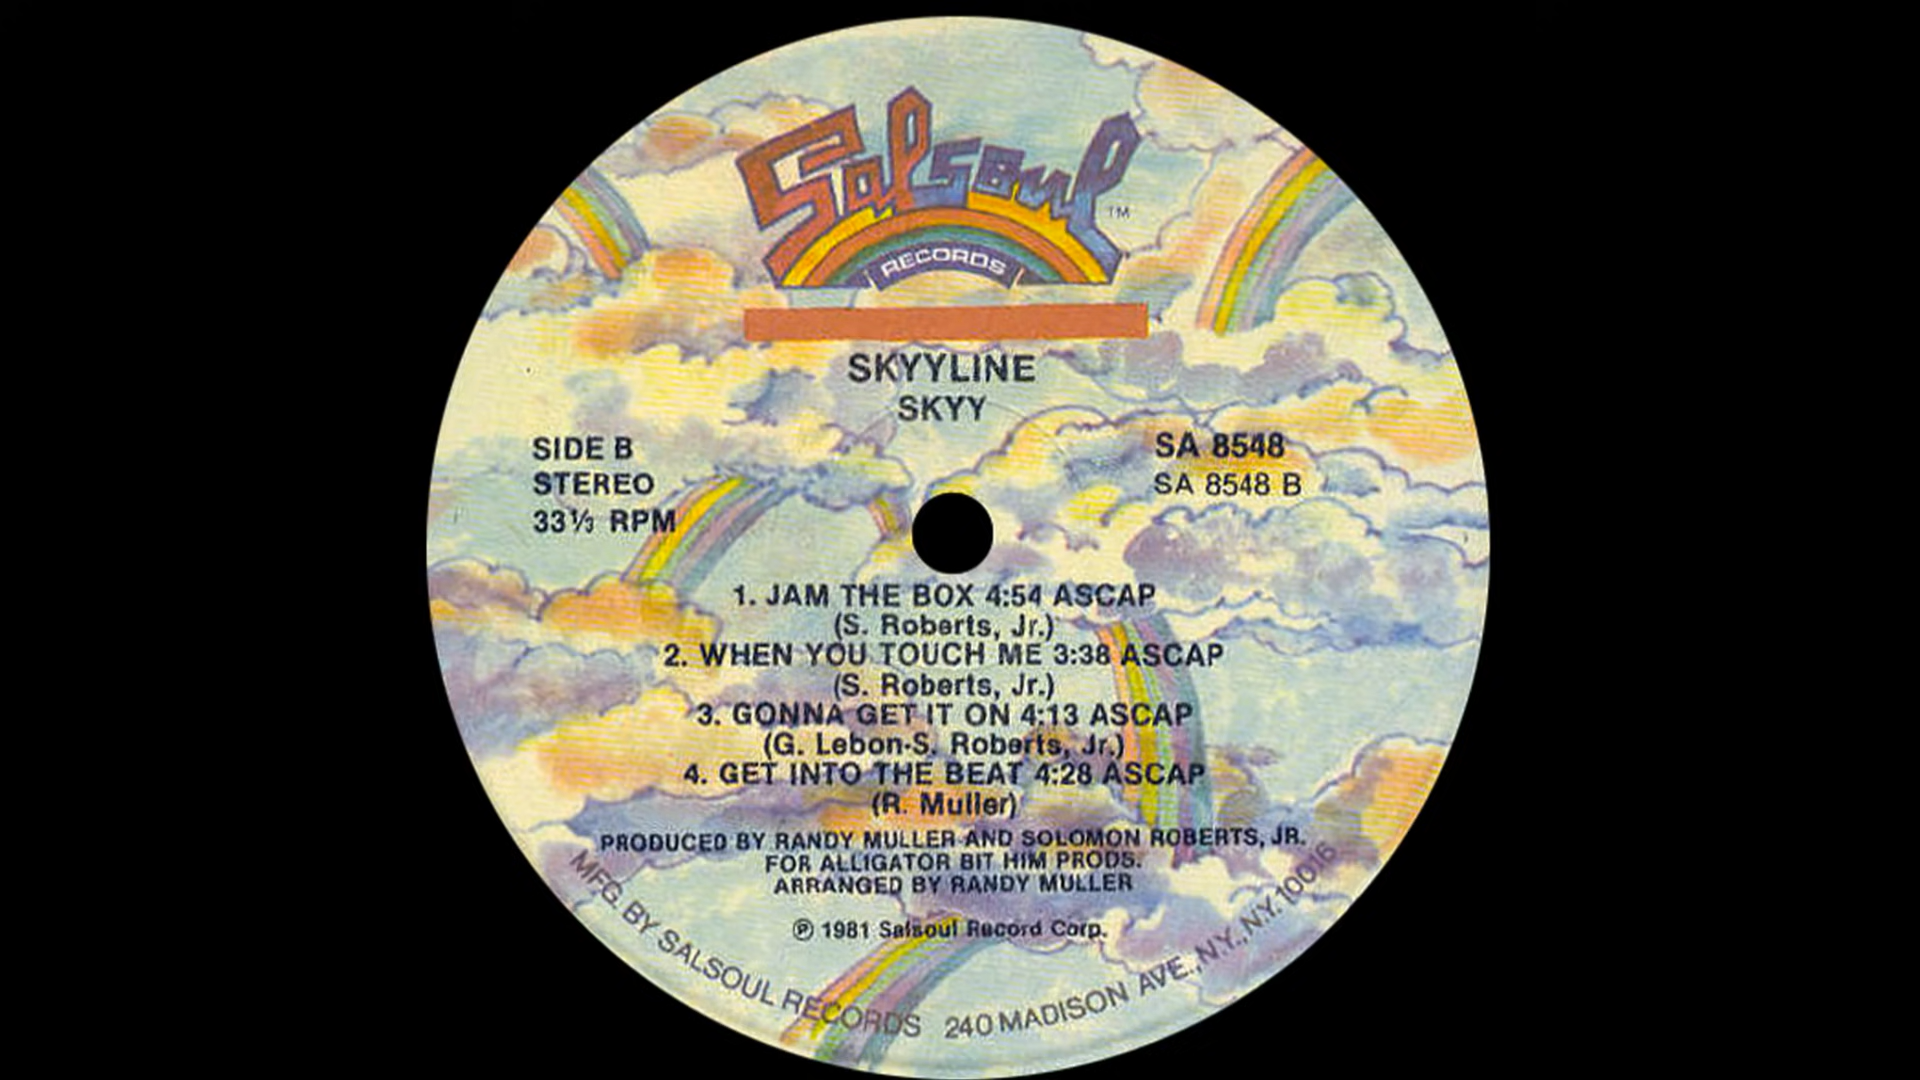 Salsoul
TM
RECORDS
SKYYLINE
SKYY
SIDE B
STEREO
33⅓ RPM
SA 8548
SA 8548 B
1. JAM THE BOX 4:54 ASCAP
(S. Roberts, Jr.)
2. WHEN YOU TOUCH ME 3:38 ASCAP
(S. Roberts, Jr.)
3. GONNA GET IT ON 4:13 ASCAP
(G. Lebon-S. Roberts, Jr.)
4. GET INTO THE BEAT 4:28 ASCAP
(R. Muller)
PRODUCED BY RANDY MULLER AND SOLOMON ROBERTS, JR.
FOR ALLIGATOR BIT HIM PRODS.
ARRANGED BY RANDY MULLER
℗ 1981 Salsoul Record Corp.
MFG. BY SALSOUL RECORDS 240 MADISON AVE., N.Y., N.Y. 10016